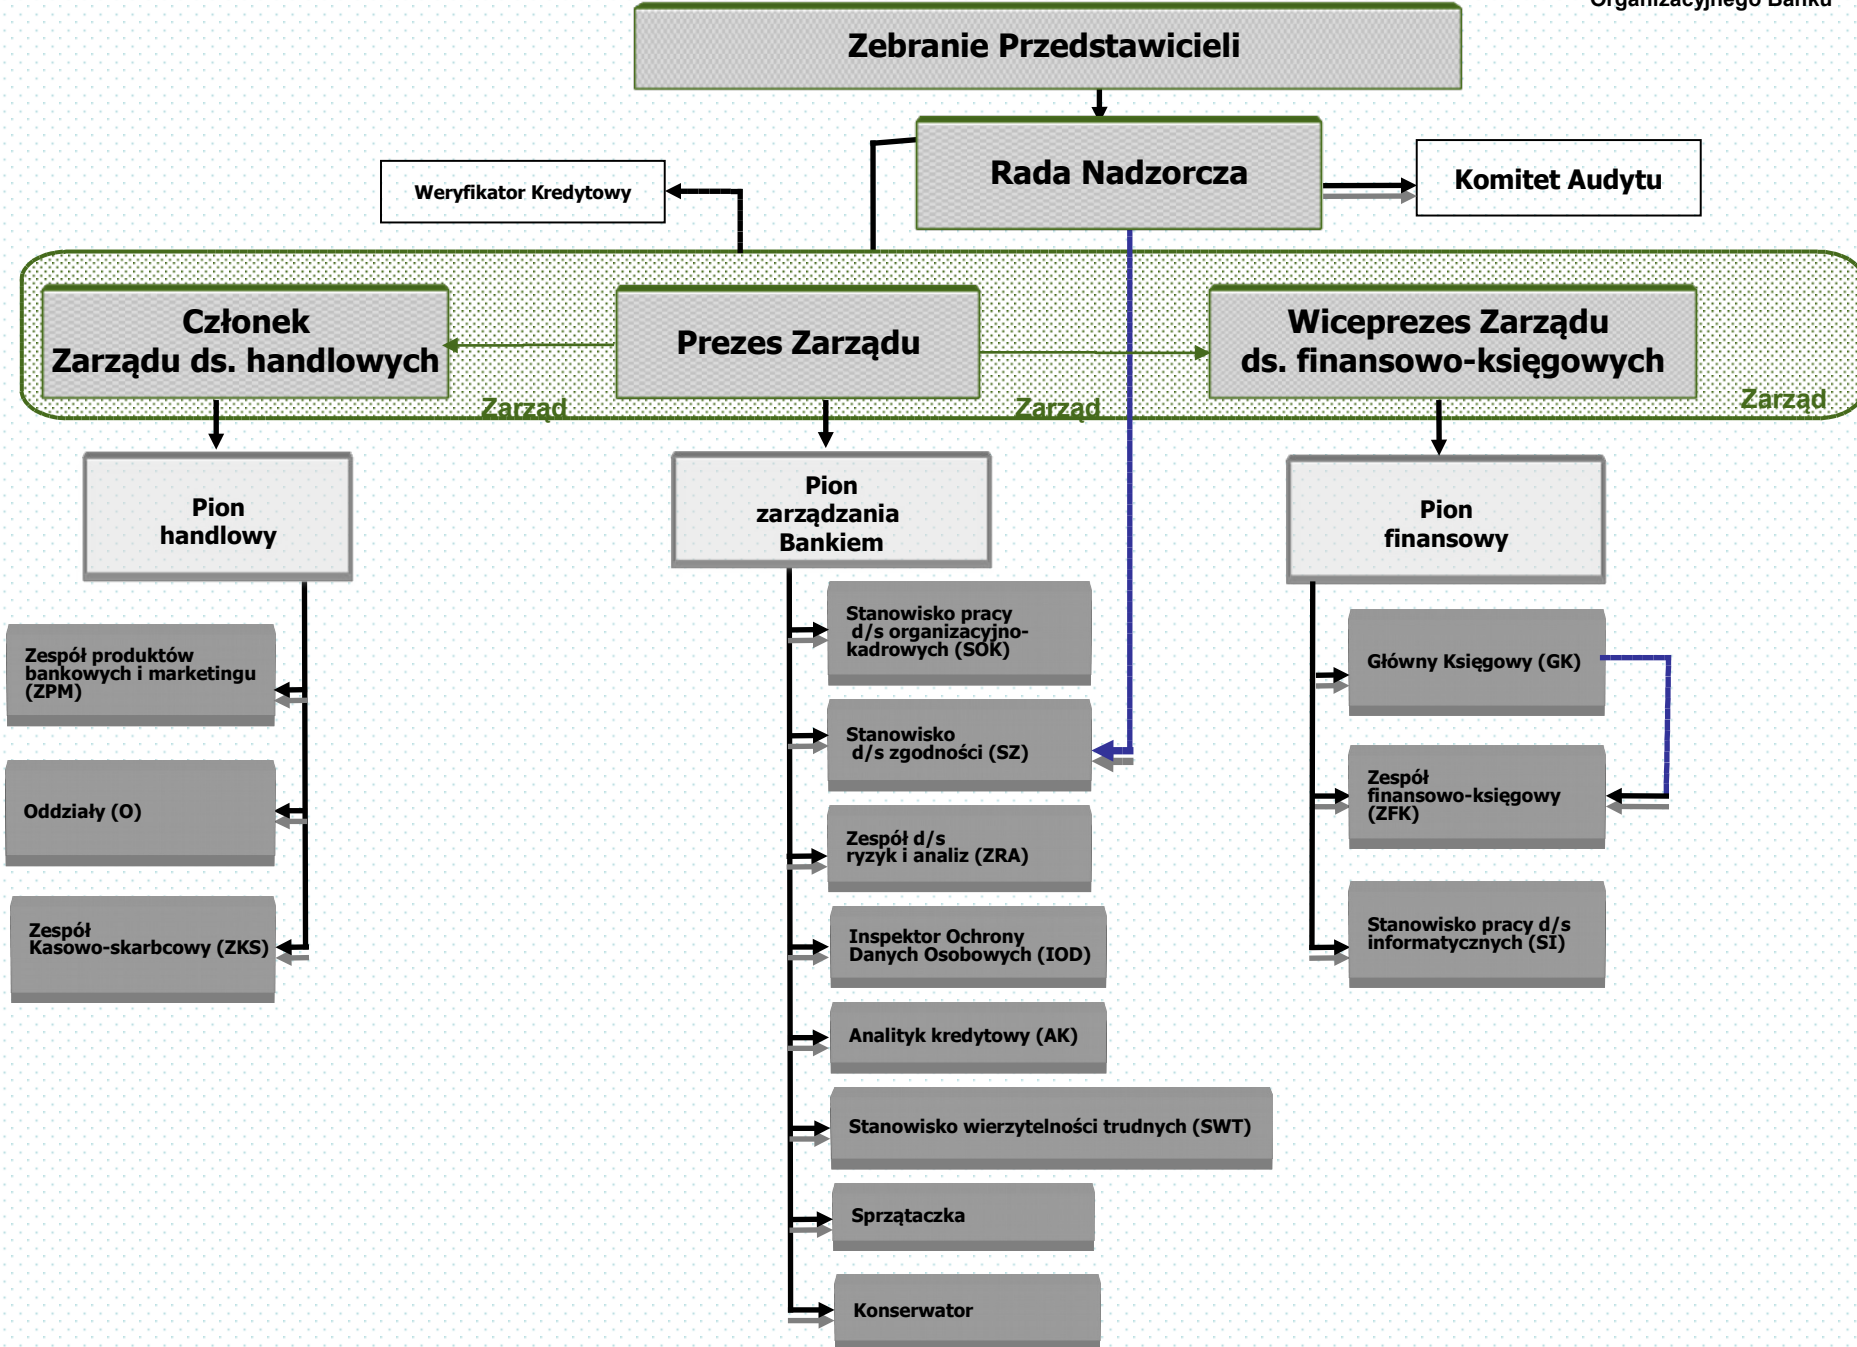 Organizacyjnego Banku
Zebranie Przedstawicieli
Rada Nadzorcza
Komitet Audytu
Weryfikator Kredytowy
Członek
Zarządu ds. handlowych
Prezes Zarządu
Wiceprezes Zarządu
ds. finansowo-księgowych
Zarząd
Zarząd
Zarząd
Pion
handlowy
Pion
zarządzania
Bankiem
Pion
finansowy
Zespół produktów
bankowych i marketingu
(ZPM)
Oddziały (O)
Zespół
Kasowo-skarbcowy (ZKS)
Stanowisko pracy
d/s organizacyjno-
kadrowych (SOK)
Stanowisko
d/s zgodności (SZ)
Zespół d/s
ryzyk i analiz (ZRA)
Inspektor Ochrony
Danych Osobowych (IOD)
Analityk kredytowy (AK)
Stanowisko wierzytelności trudnych (SWT)
Sprzątaczka
Konserwator
Główny Księgowy (GK)
Zespół
finansowo-księgowy
(ZFK)
Stanowisko pracy d/s
informatycznych (SI)